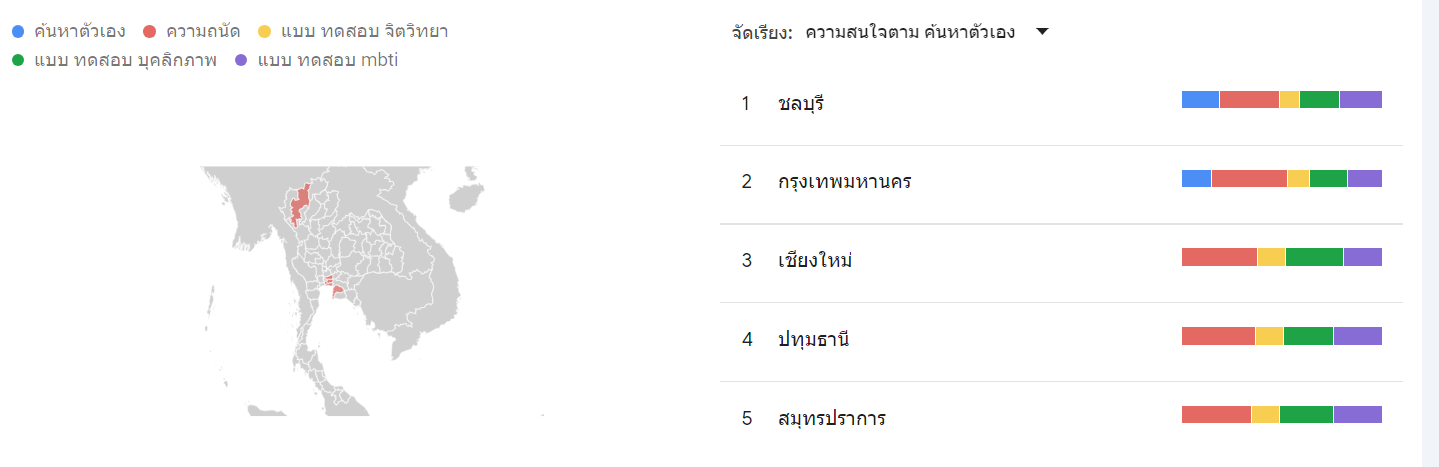 ค้นหาตัวเอง ความถนัด แบบ ทดสอบ จิตวิทยา
แบบ ทดสอบ บุคลิกภาพ แบบ ทดสอบ mbti
จัดเรียง: ความสนใจตาม ค้นหาตัวเอง
1 ชลบุรี
2 กรุงเทพมหานคร
3 เชียงใหม่
4 ปทุมธานี
5 สมุทรปราการ